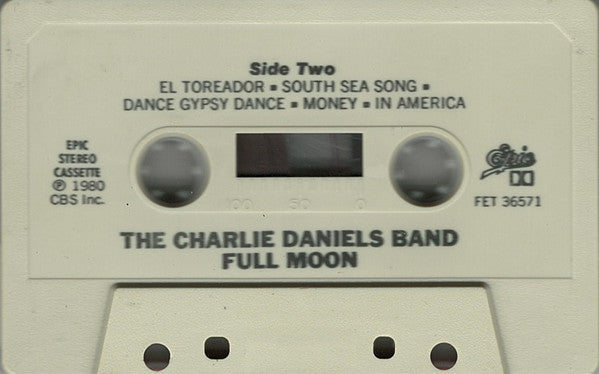 Side Two
EL TOREADOR ▪ SOUTH SEA SONG ▪
DANCE GYPSY DANCE ▪ MONEY ▪ IN AMERICA
EPIC
STEREO
CASSETTE
℗ 1980
CBS Inc.
100 50 0
Epic
FET 36571
THE CHARLIE DANIELS BAND
FULL MOON